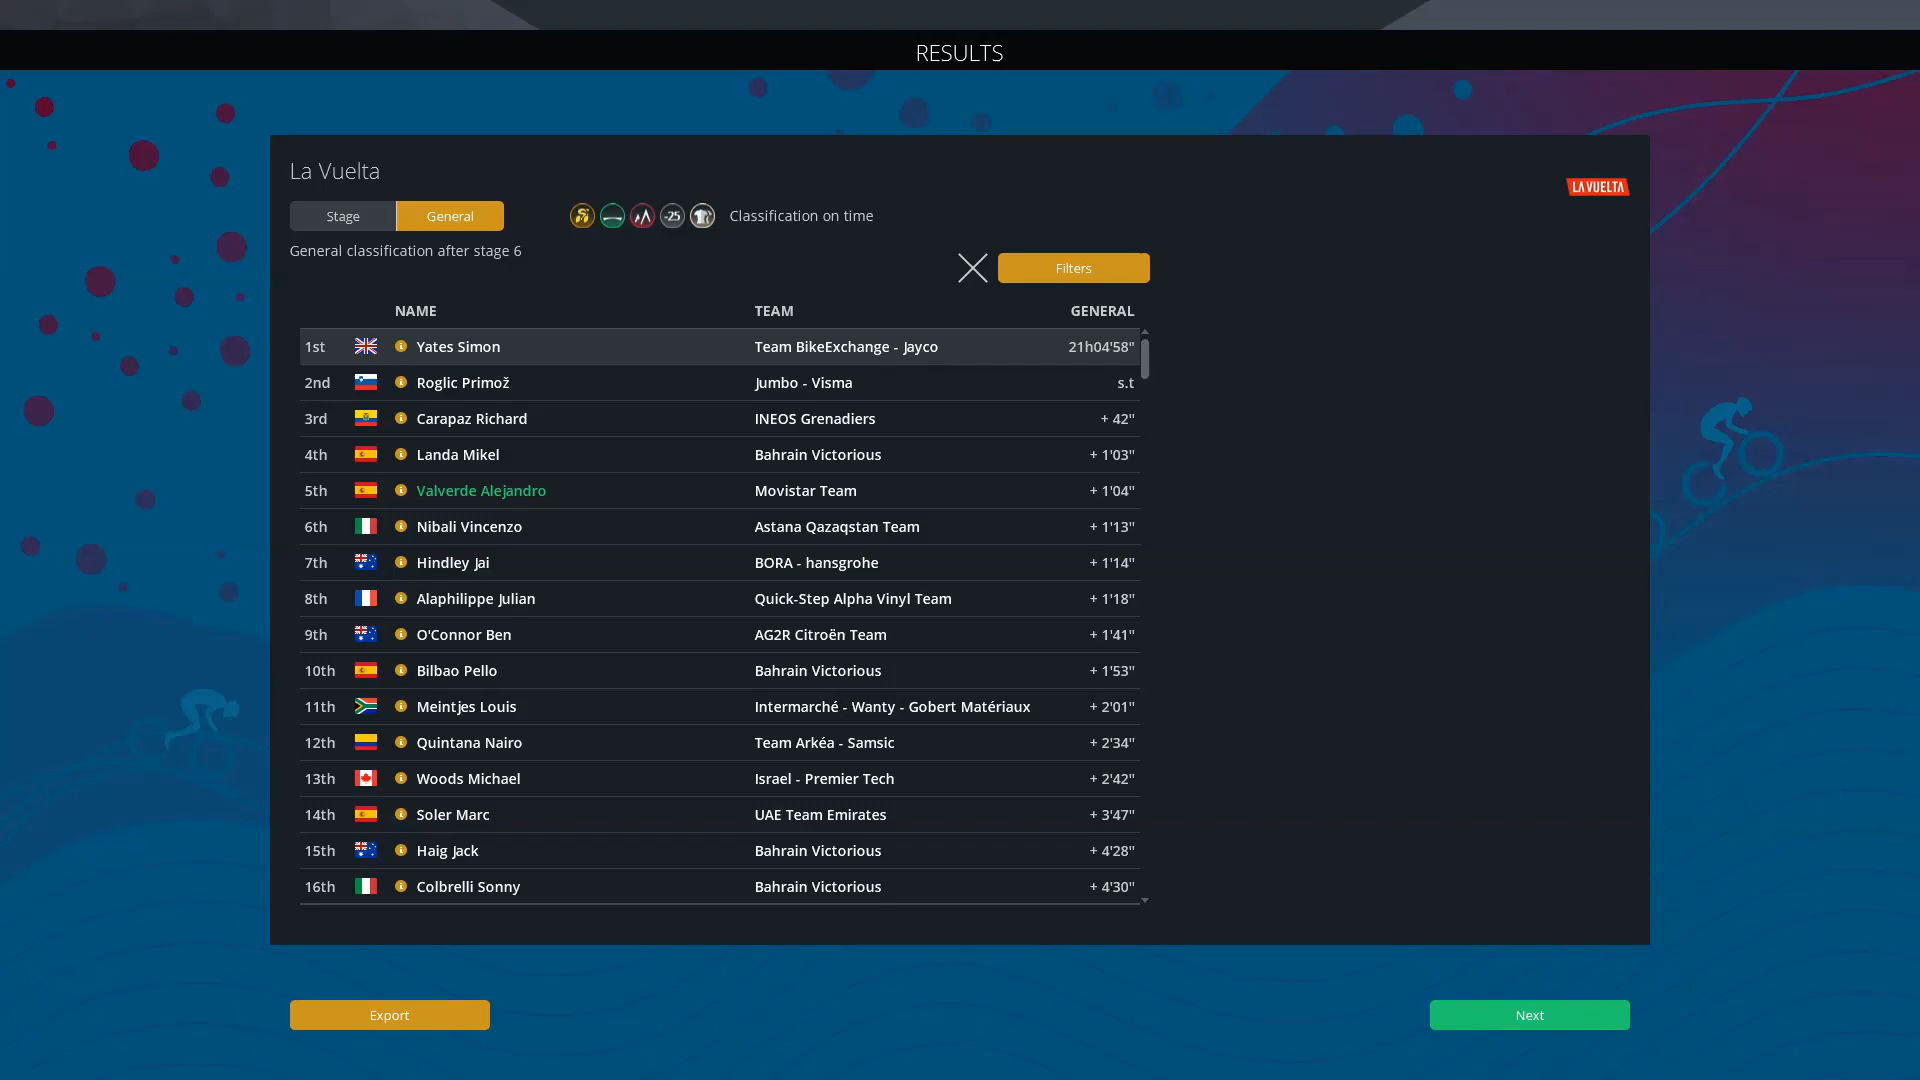 RESULTS
La Vuelta
LA VUELTA
Stage General -25 Classification on time
General classification after stage 6
Filters
NAME TEAM GENERAL
1st Yates Simon Team BikeExchange - Jayco 21h04'58"
2nd Roglic Primož Jumbo - Visma s.t
3rd Carapaz Richard INEOS Grenadiers + 42"
4th Landa Mikel Bahrain Victorious + 1'03"
5th Valverde Alejandro Movistar Team + 1'04"
6th Nibali Vincenzo Astana Qazaqstan Team + 1'13"
7th Hindley Jai BORA - hansgrohe + 1'14"
8th Alaphilippe Julian Quick-Step Alpha Vinyl Team + 1'18"
9th O'Connor Ben AG2R Citroën Team + 1'41"
10th Bilbao Pello Bahrain Victorious + 1'53"
11th Meintjes Louis Intermarché - Wanty - Gobert Matériaux + 2'01"
12th Quintana Nairo Team Arkéa - Samsic + 2'34"
13th Woods Michael Israel - Premier Tech + 2'42"
14th Soler Marc UAE Team Emirates + 3'47"
15th Haig Jack Bahrain Victorious + 4'28"
16th Colbrelli Sonny Bahrain Victorious + 4'30"
Export Next